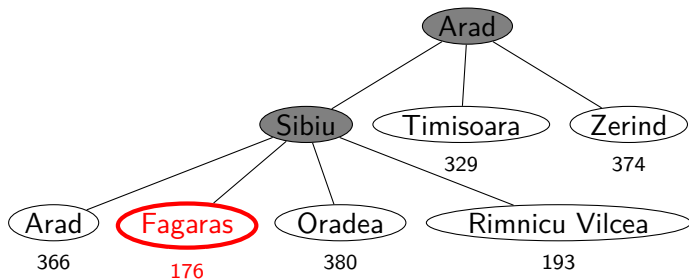 Arad
Sibiu Timisoara Zerind
329 374
Arad Fagaras Oradea Rimnicu Vilcea
366 176 380 193